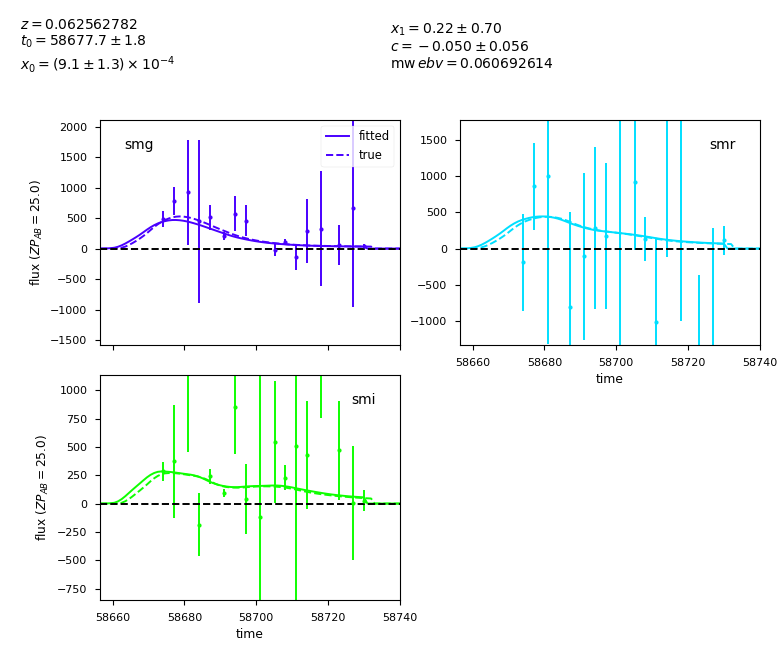 z = 0.062562782
t₀ = 58677.7 ± 1.8
x₀ = (9.1 ± 1.3) × 10⁻⁴
x₁ = 0.22 ± 0.70
c = −0.050 ± 0.056
mw ebv = 0.060692614
smg
fitted
true
2000
1500
1000
500
0
−500
−1000
−1500
flux (ZP_AB = 25.0)
smr
1500
1000
500
0
−500
−1000
58660 58680 58700 58720 58740
time
smi
1000
750
500
250
0
−250
−500
−750
flux (ZP_AB = 25.0)
58660 58680 58700 58720 58740
time